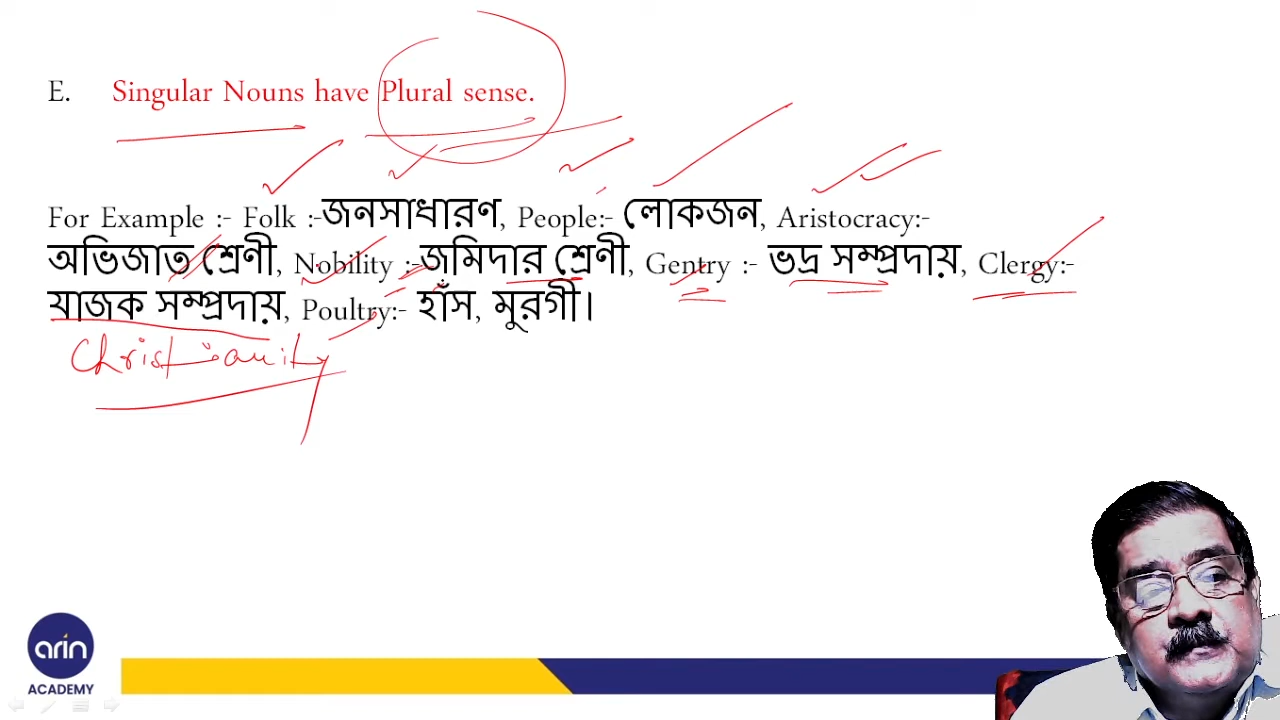 E. Singular Nouns have Plural sense.
For Example :- Folk :-জনসাধারণ, People:- লোকজন, Aristocracy:-
অভিজাত শ্রেণী, Nobility :-জমিদার শ্রেণী, Gentry :- ভদ্র সম্প্রদায়, Clergy:-
যাজক সম্প্রদায়, Poultry:- হাঁস, মুরগী।
Christianity
arin
ACADEMY